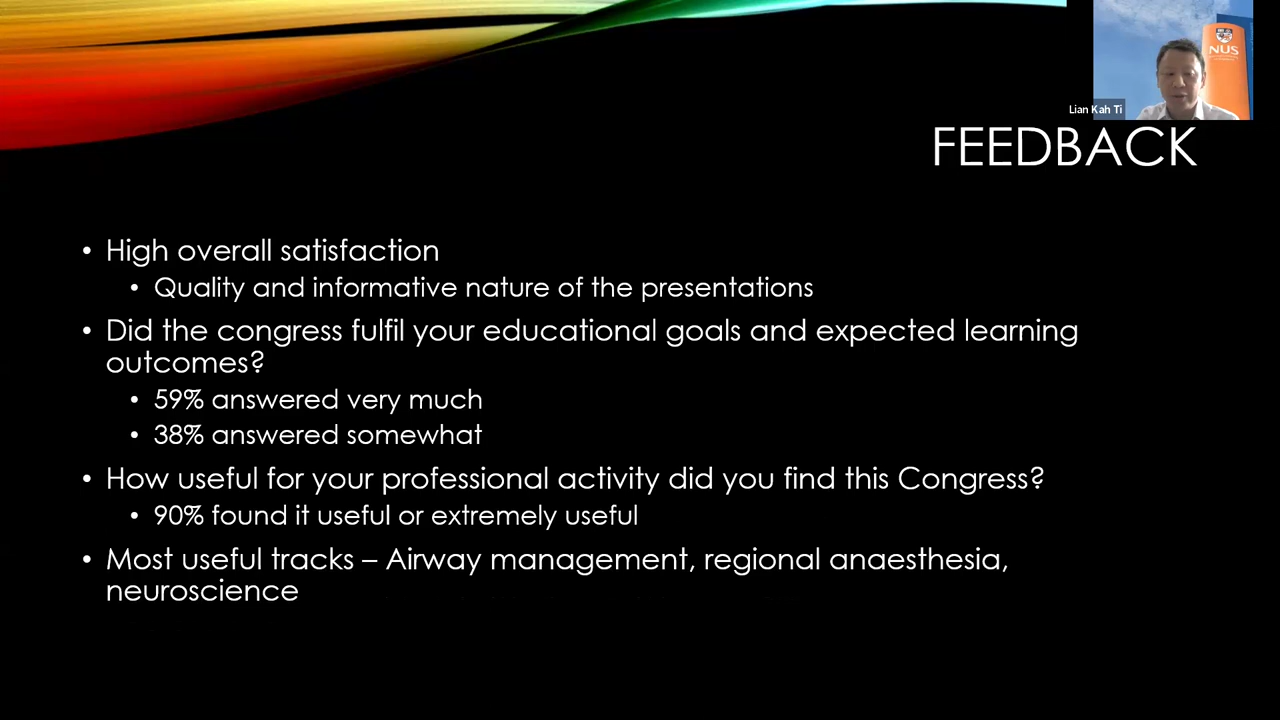 NUS
Lian Kah Ti
FEEDBACK
• High overall satisfaction
• Quality and informative nature of the presentations
• Did the congress fulfil your educational goals and expected learning
outcomes?
• 59% answered very much
• 38% answered somewhat
• How useful for your professional activity did you find this Congress?
• 90% found it useful or extremely useful
• Most useful tracks – Airway management, regional anaesthesia,
neuroscience